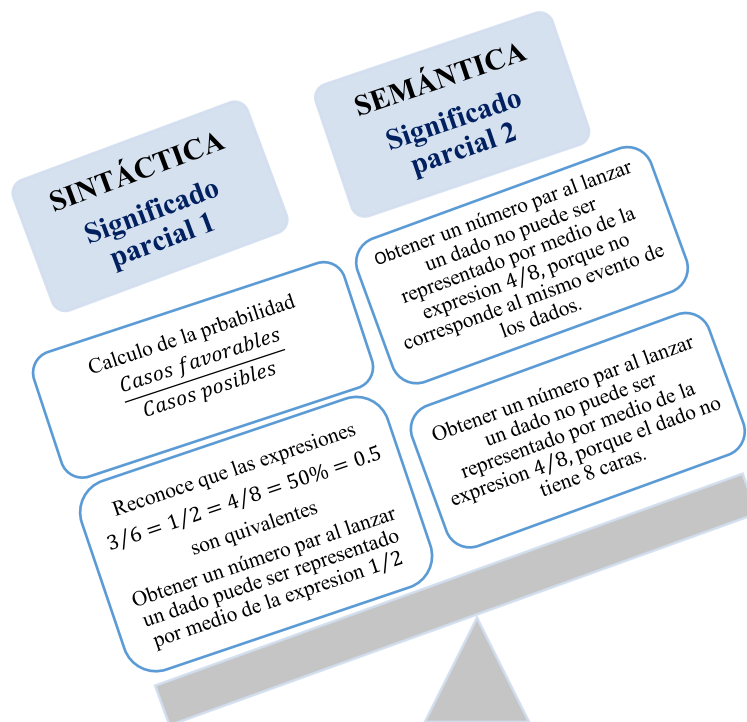 SINTÁCTICA
Significado
parcial 1
Calculo de la prbabilidad
Casos favorables
Casos posibles
Reconoce que las expresiones
3/6 = 1/2 = 4/8 = 50% = 0.5
son quivalentes
Obtener un número par al lanzar
un dado puede ser representado
por medio de la expresion 1/2
SEMÁNTICA
Significado
parcial 2
Obtener un número par al lanzar
un dado no puede ser
representado por medio de la
expresion 4/8, porque no
corresponde al mismo evento de
los dados.
Obtener un número par al lanzar
un dado no puede ser
representado por medio de la
expresion 4/8, porque el dado no
tiene 8 caras.